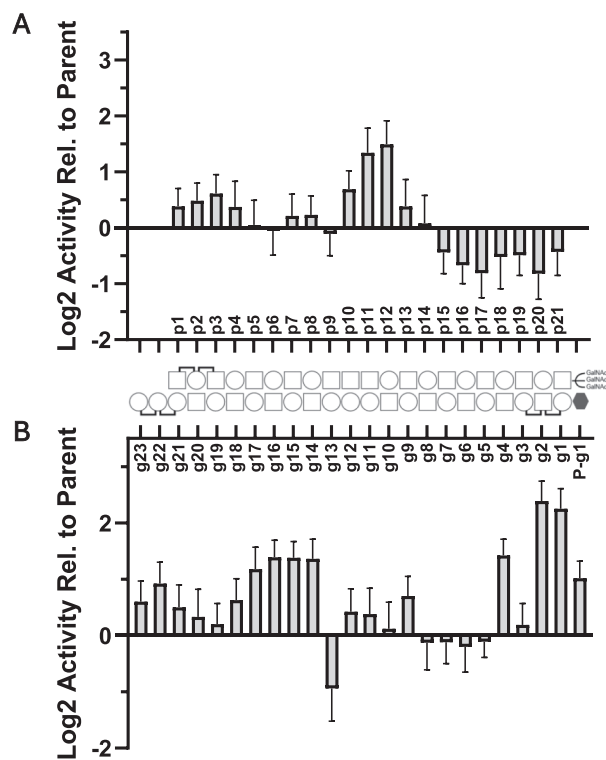 A
Log2 Activity Rel. to Parent
3
2
1
0
-1
-2
p1 p2 p3 p4 p5 p6 p7 p8 p9 p10 p11 p12 p13 p14 p15 p16 p17 p18 p19 p20 p21
GalNAc
GalNAc
GalNAc
B
Log2 Activity Rel. to Parent
g23 g22 g21 g20 g19 g18 g17 g16 g15 g14 g13 g12 g11 g10 g9 g8 g7 g6 g5 g4 g3 g2 g1 P-g1
2
0
-2